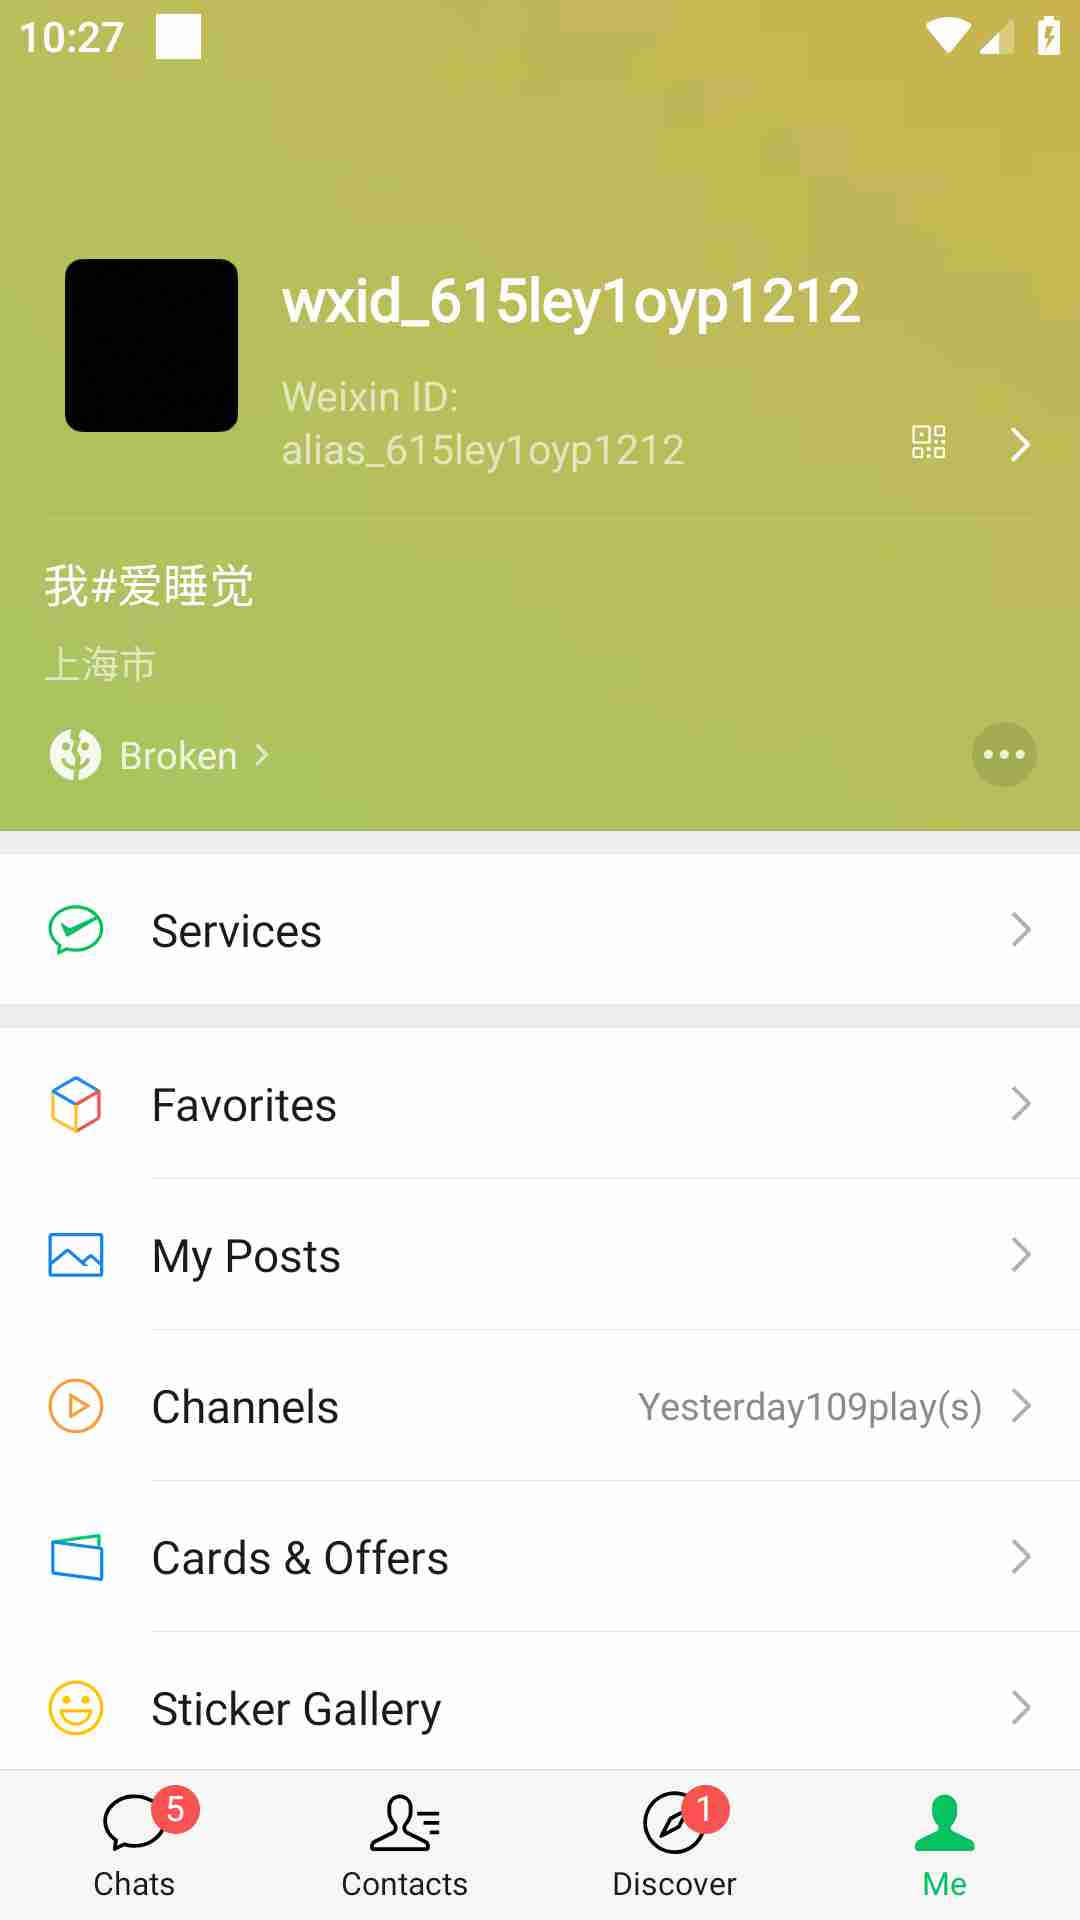 10:27
wxid_615ley1oyp1212
Weixin ID:
alias_615ley1oyp1212
我#爱睡觉
上海市
Broken
Services
Favorites
My Posts
Channels
Yesterday109play(s)
Cards & Offers
Sticker Gallery
5
1
Chats
Contacts
Discover
Me